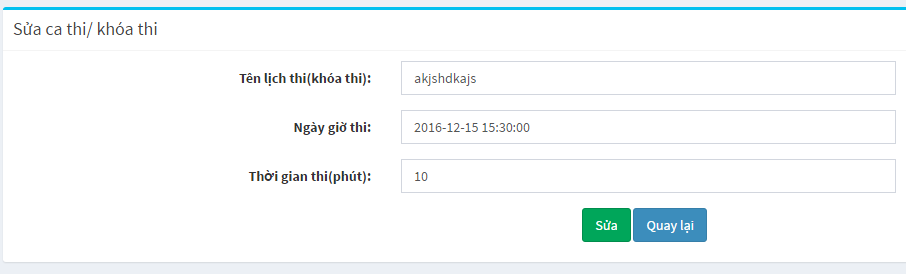 Sửa ca thi/ khóa thi
Tên lịch thi(khóa thi): akjshdkajs
Ngày giờ thi: 2016-12-15 15:30:00
Thời gian thi(phút): 10
Sửa Quay lại